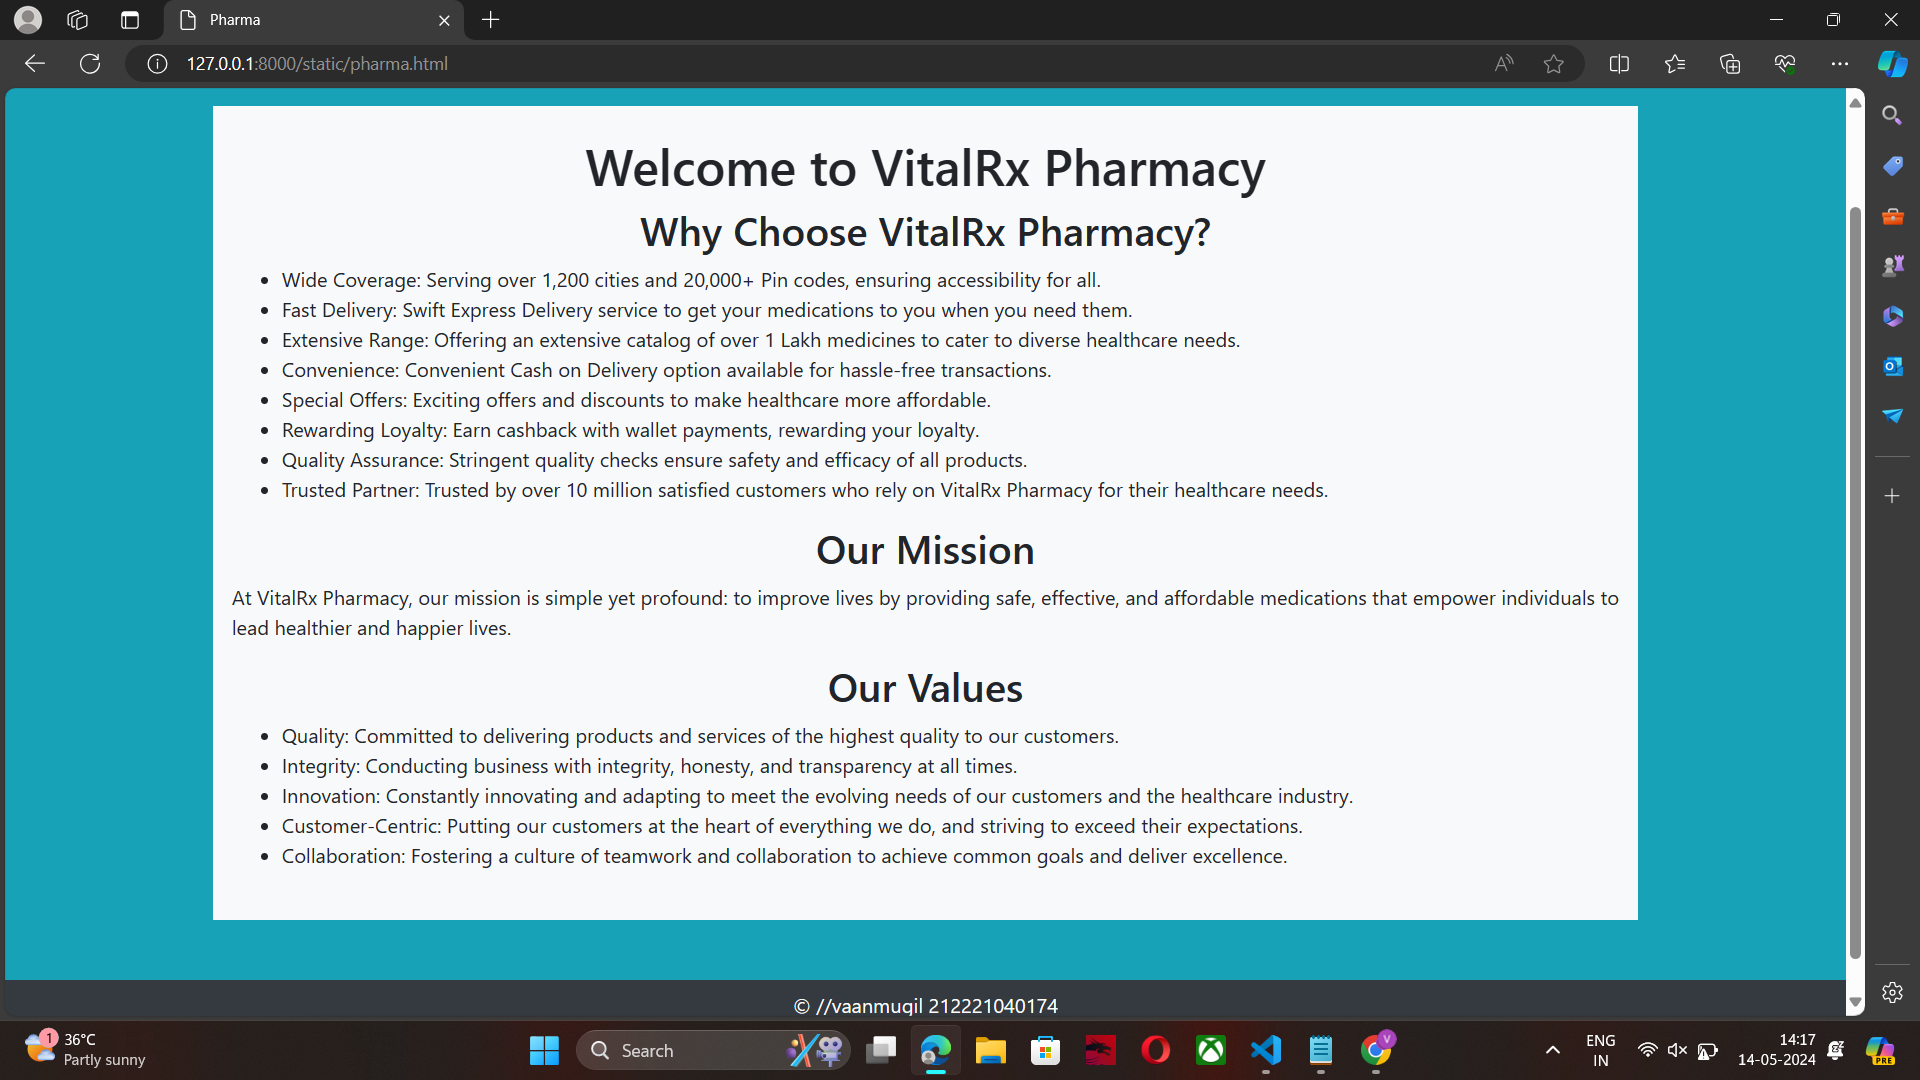 Pharma
127.0.0.1:8000/static/pharma.html
Welcome to VitalRx Pharmacy
Why Choose VitalRx Pharmacy?
• Wide Coverage: Serving over 1,200 cities and 20,000+ Pin codes, ensuring accessibility for all.
• Fast Delivery: Swift Express Delivery service to get your medications to you when you need them.
• Extensive Range: Offering an extensive catalog of over 1 Lakh medicines to cater to diverse healthcare needs.
• Convenience: Convenient Cash on Delivery option available for hassle-free transactions.
• Special Offers: Exciting offers and discounts to make healthcare more affordable.
• Rewarding Loyalty: Earn cashback with wallet payments, rewarding your loyalty.
• Quality Assurance: Stringent quality checks ensure safety and efficacy of all products.
• Trusted Partner: Trusted by over 10 million satisfied customers who rely on VitalRx Pharmacy for their healthcare needs.
Our Mission
At VitalRx Pharmacy, our mission is simple yet profound: to improve lives by providing safe, effective, and affordable medications that empower individuals to
lead healthier and happier lives.
Our Values
• Quality: Committed to delivering products and services of the highest quality to our customers.
• Integrity: Conducting business with integrity, honesty, and transparency at all times.
• Innovation: Constantly innovating and adapting to meet the evolving needs of our customers and the healthcare industry.
• Customer-Centric: Putting our customers at the heart of everything we do, and striving to exceed their expectations.
• Collaboration: Fostering a culture of teamwork and collaboration to achieve common goals and deliver excellence.
© //vaanmugil 212221040174
1
36°C
Partly sunny
Search
V
ENG
IN
14:17
14-05-2024
PRE